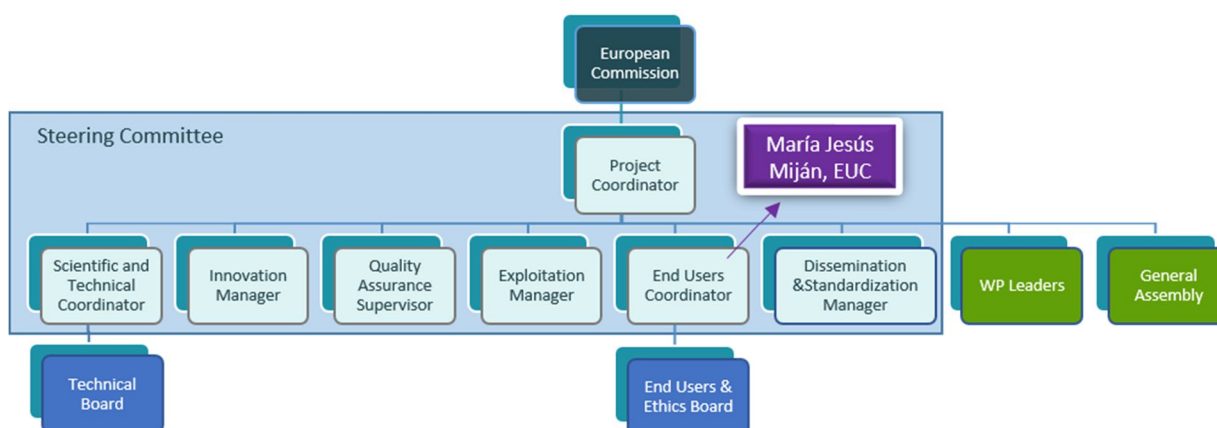 European
Commission
Steering Committee
Project
Coordinator
María Jesús
Miján, EUC
Scientific and
Technical
Coordinator
Innovation
Manager
Quality
Assurance
Supervisor
Exploitation
Manager
End Users
Coordinator
Dissemination
&Standardization
Manager
WP Leaders
General
Assembly
Technical
Board
End Users &
Ethics Board